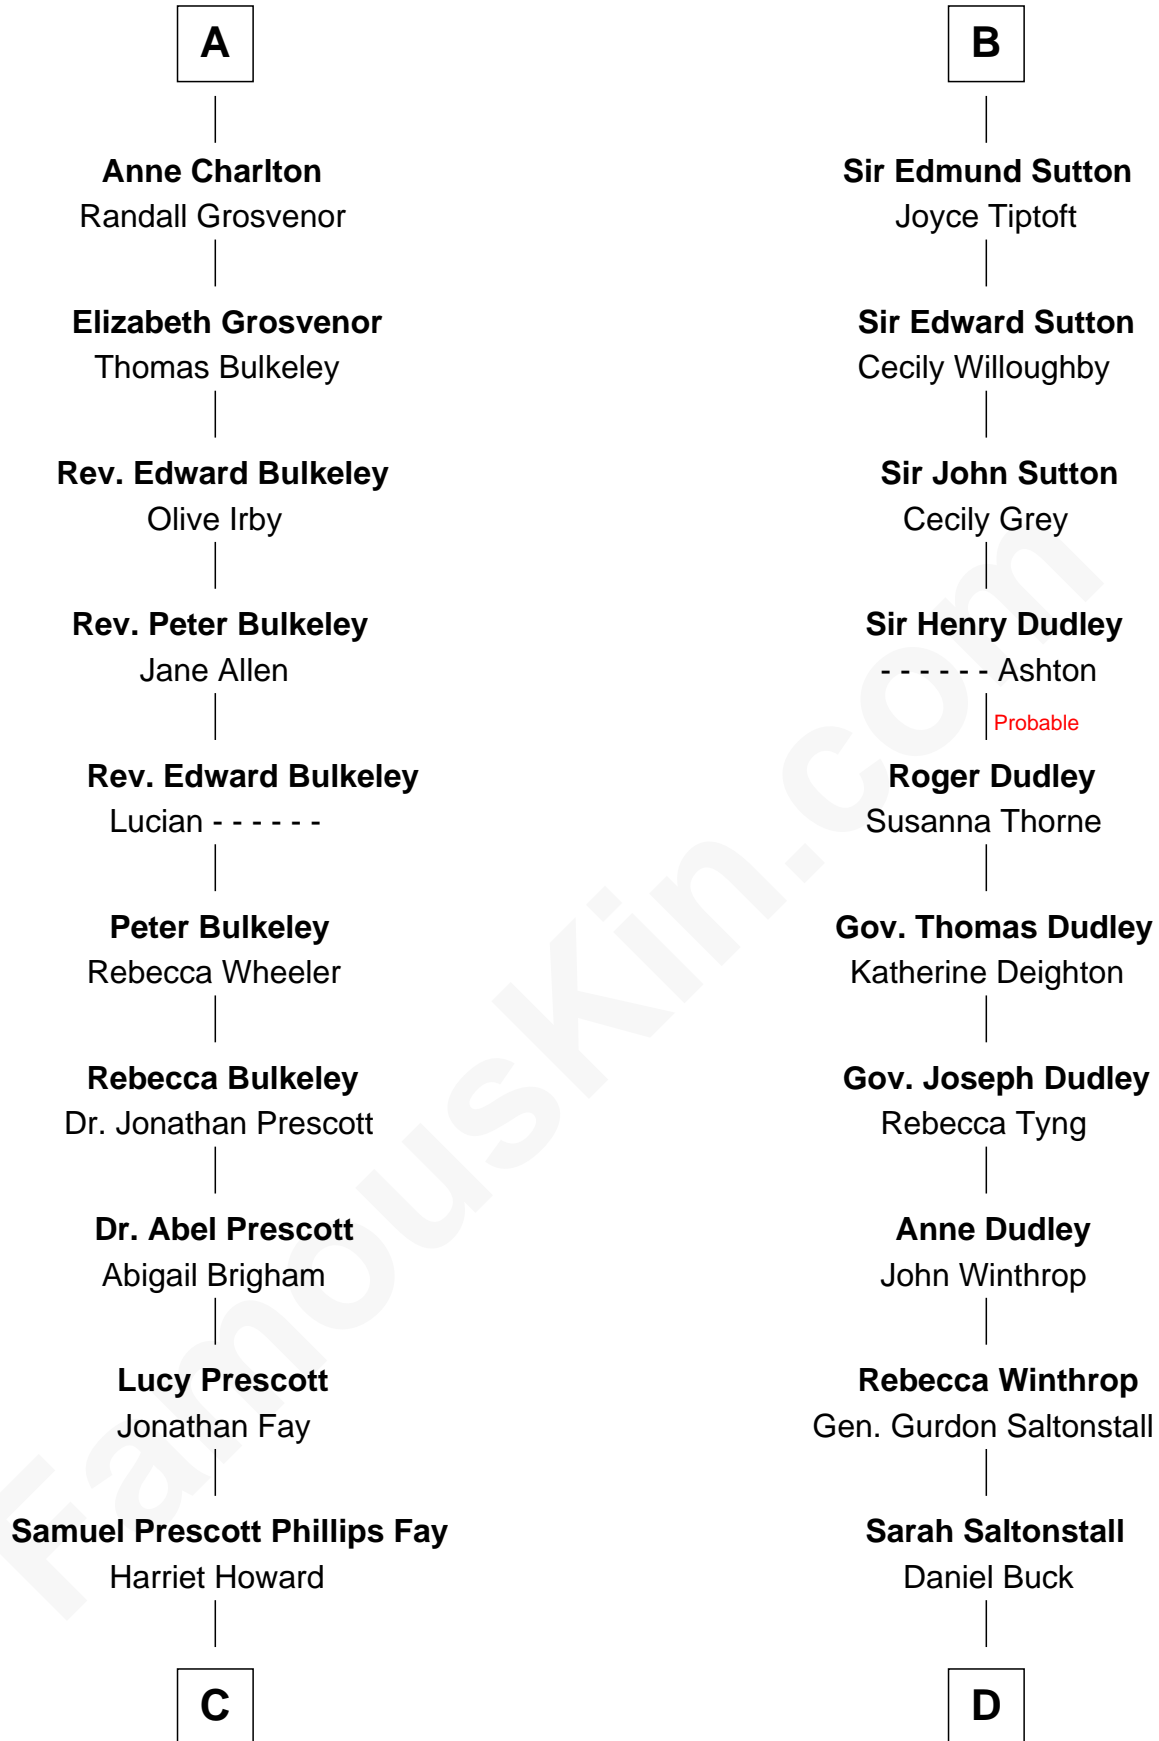 A
Anne Charlton
Randall Grosvenor
Elizabeth Grosvenor
Thomas Bulkeley
Rev. Edward Bulkeley
Olive Irby
Rev. Peter Bulkeley
Jane Allen
Rev. Edward Bulkeley
Lucian - - - - - -
Peter Bulkeley
Rebecca Wheeler
Rebecca Bulkeley
Dr. Jonathan Prescott
Dr. Abel Prescott
Abigail Brigham
Lucy Prescott
Jonathan Fay
Samuel Prescott Phillips Fay
Harriet Howard
C
B
Sir Edmund Sutton
Joyce Tiptoft
Sir Edward Sutton
Cecily Willoughby
Sir John Sutton
Cecily Grey
Sir Henry Dudley
- - - - - - Ashton
Probable
Roger Dudley
Susanna Thorne
Gov. Thomas Dudley
Katherine Deighton
Gov. Joseph Dudley
Rebecca Tyng
Anne Dudley
John Winthrop
Rebecca Winthrop
Gen. Gurdon Saltonstall
Sarah Saltonstall
Daniel Buck
D
FamousKin.com